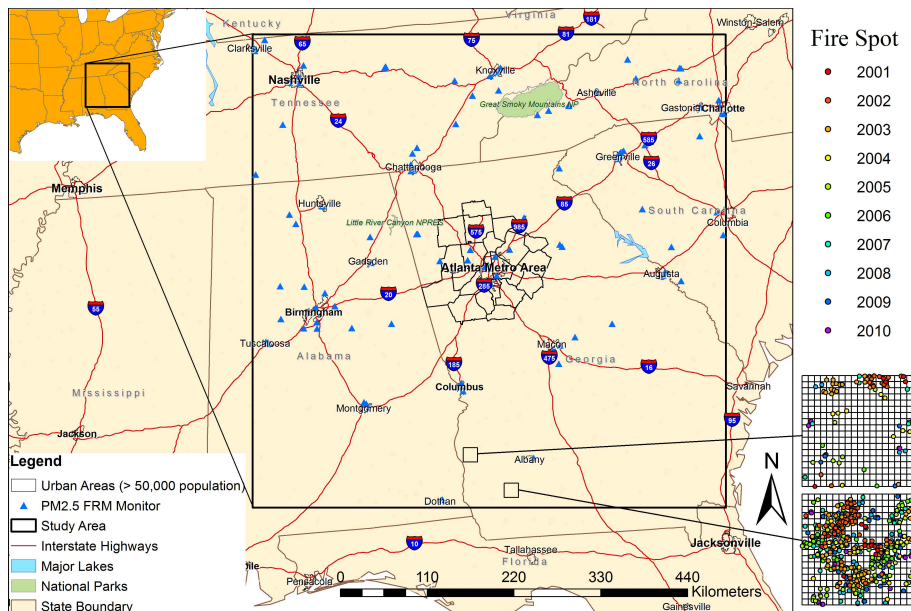 Kentucky
Virginia
181
Winston-Salem
Clarksville
65
75
81
Nashville
Knoxville
Tennessee
Asheville
North Carolina
Great Smoky Mountains NP
Gastonia
Charlotte
24
585
Chattanooga
Greenville
26
Memphis
Huntsville
85
South Carolina
Little River Canyon NPRES
575
985
Columbia
Gadsden
Atlanta Metro Area
Augusta
20
285
55
Birmingham
Tuscaloosa
Alabama
Macon
475
Georgia
185
16
Mississippi
Columbus
Savannah
Montgomery
95
Jackson
Albany
Dothan
N
10
Tallahassee
Jacksonville
Florida
Pensacola
Gainesville
0 110 220 330 440
Kilometers
Legend
Urban Areas (> 50,000 population)
PM2.5 FRM Monitor
Study Area
Interstate Highways
Major Lakes
National Parks
State Boundary
Fire Spot
2001
2002
2003
2004
2005
2006
2007
2008
2009
2010